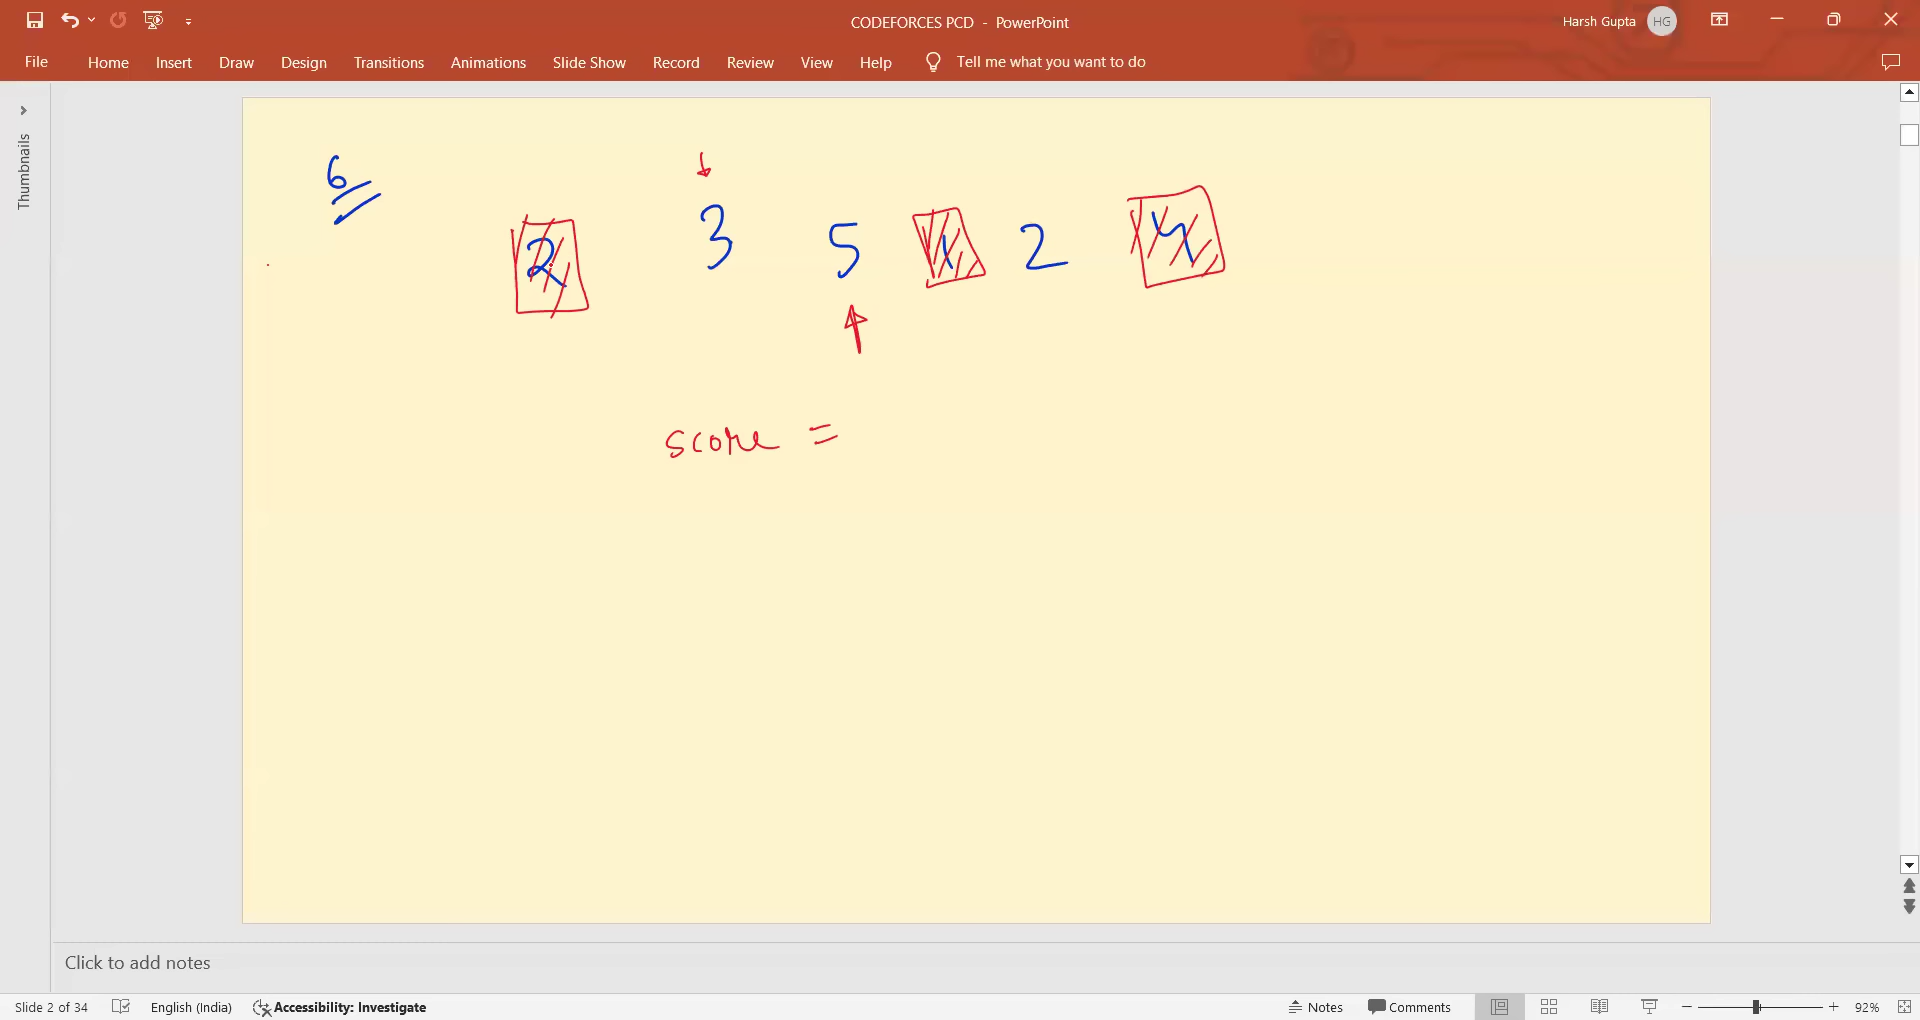 CODEFORCES PCD - PowerPoint
Harsh Gupta HG
File Home Insert Draw Design Transitions Animations Slide Show Record Review View Help Tell me what you want to do
Thumbnails
6
2 3 5 1 2 4
score =
Click to add notes
Slide 2 of 34 English (India) Accessibility: Investigate Notes Comments 92%